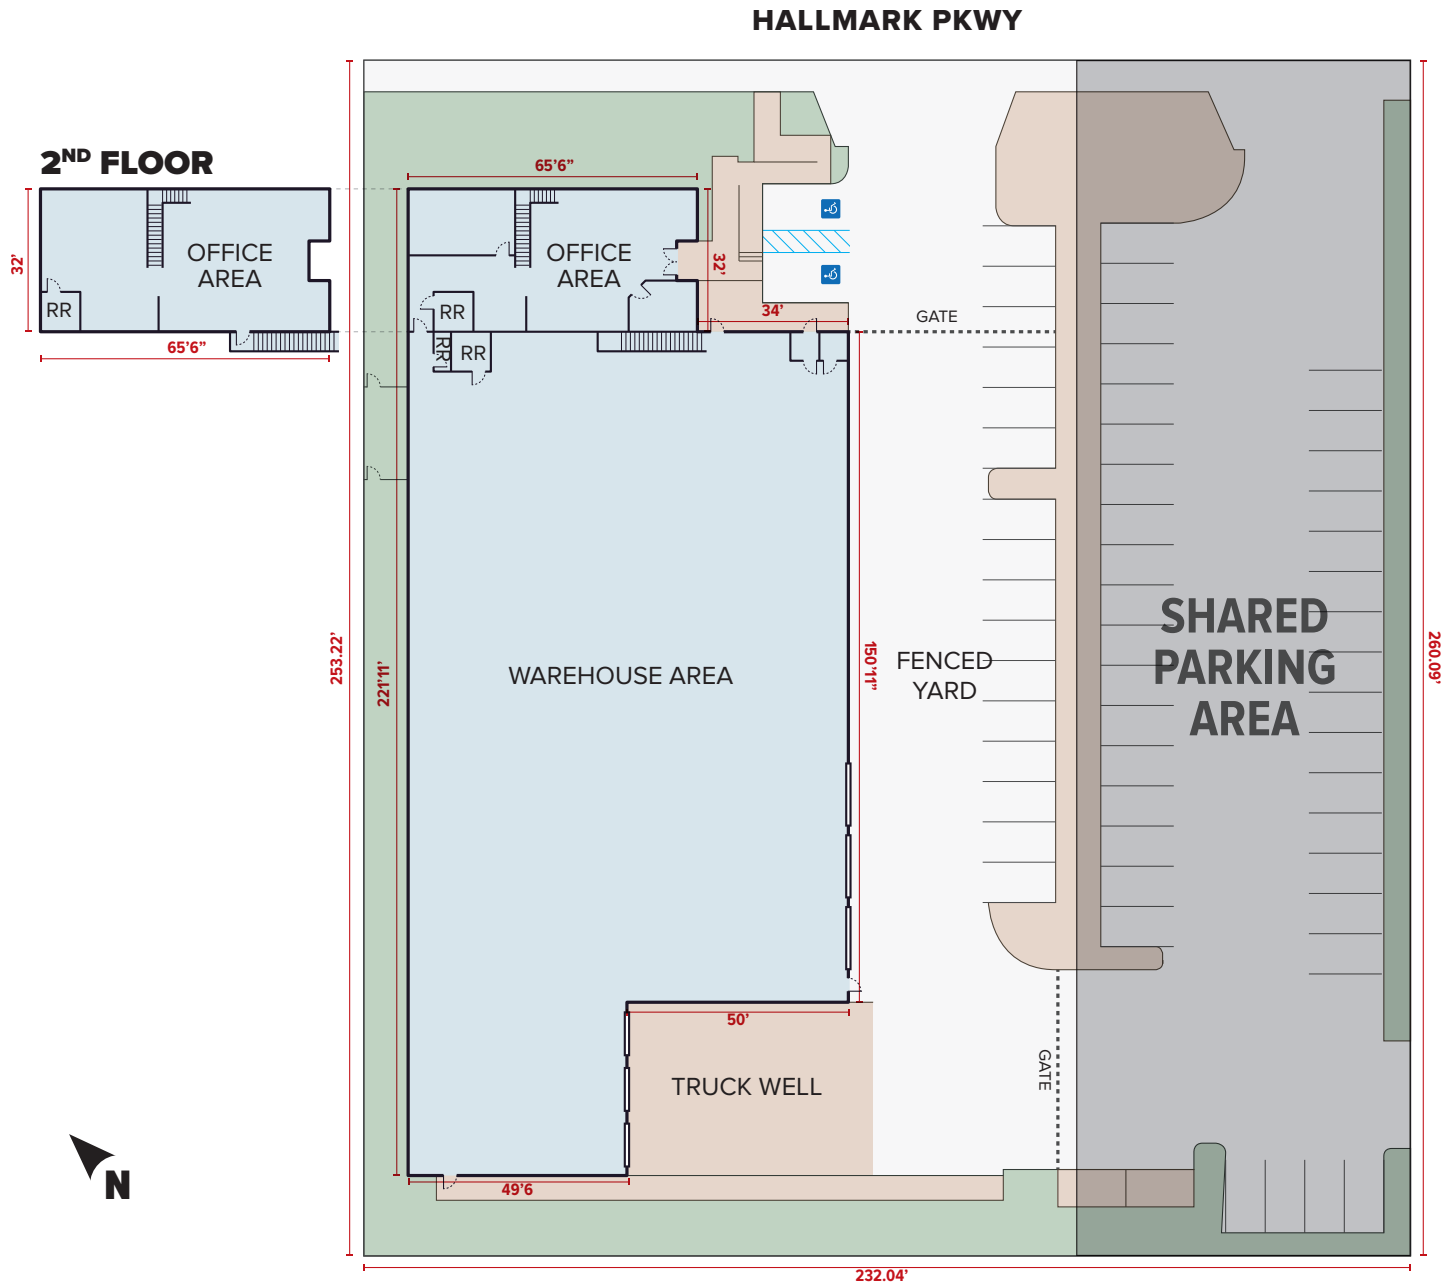 HALLMARK PKWY
2ND FLOOR
65'6"
32'
OFFICE
AREA
RR
65'6"
OFFICE
AREA
32'
RR
34'
GATE
RR
RR
253.22'
221'11'
WAREHOUSE AREA
150'11"
FENCED
YARD
SHARED
PARKING
AREA
260.09'
50'
TRUCK WELL
GATE
49'6
N
232.04'